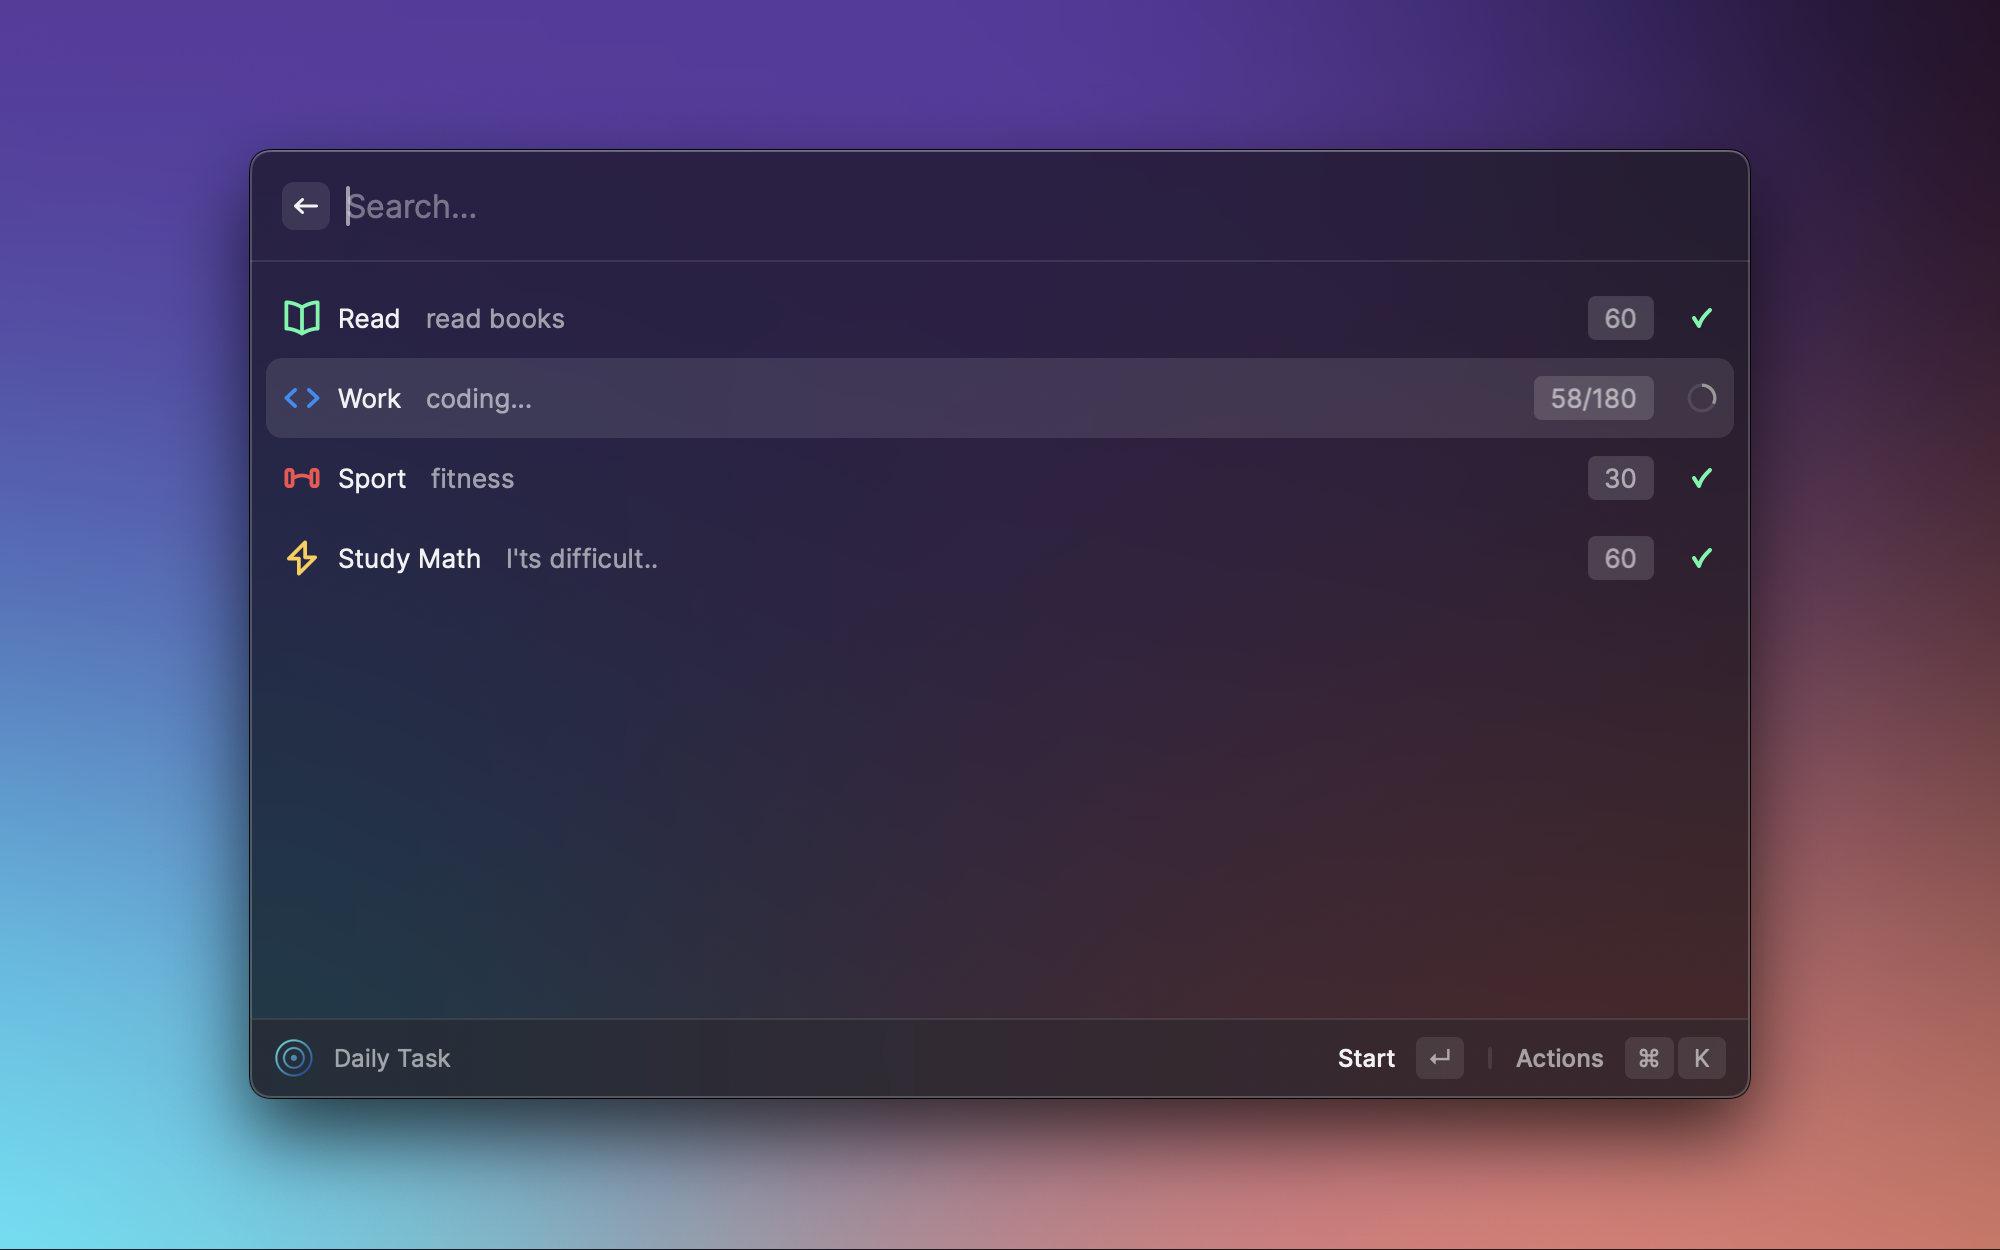 Search...
Read read books 60
Work coding... 58/180
Sport fitness 30
Study Math I'ts difficult.. 60
Daily Task Start Actions ⌘ K